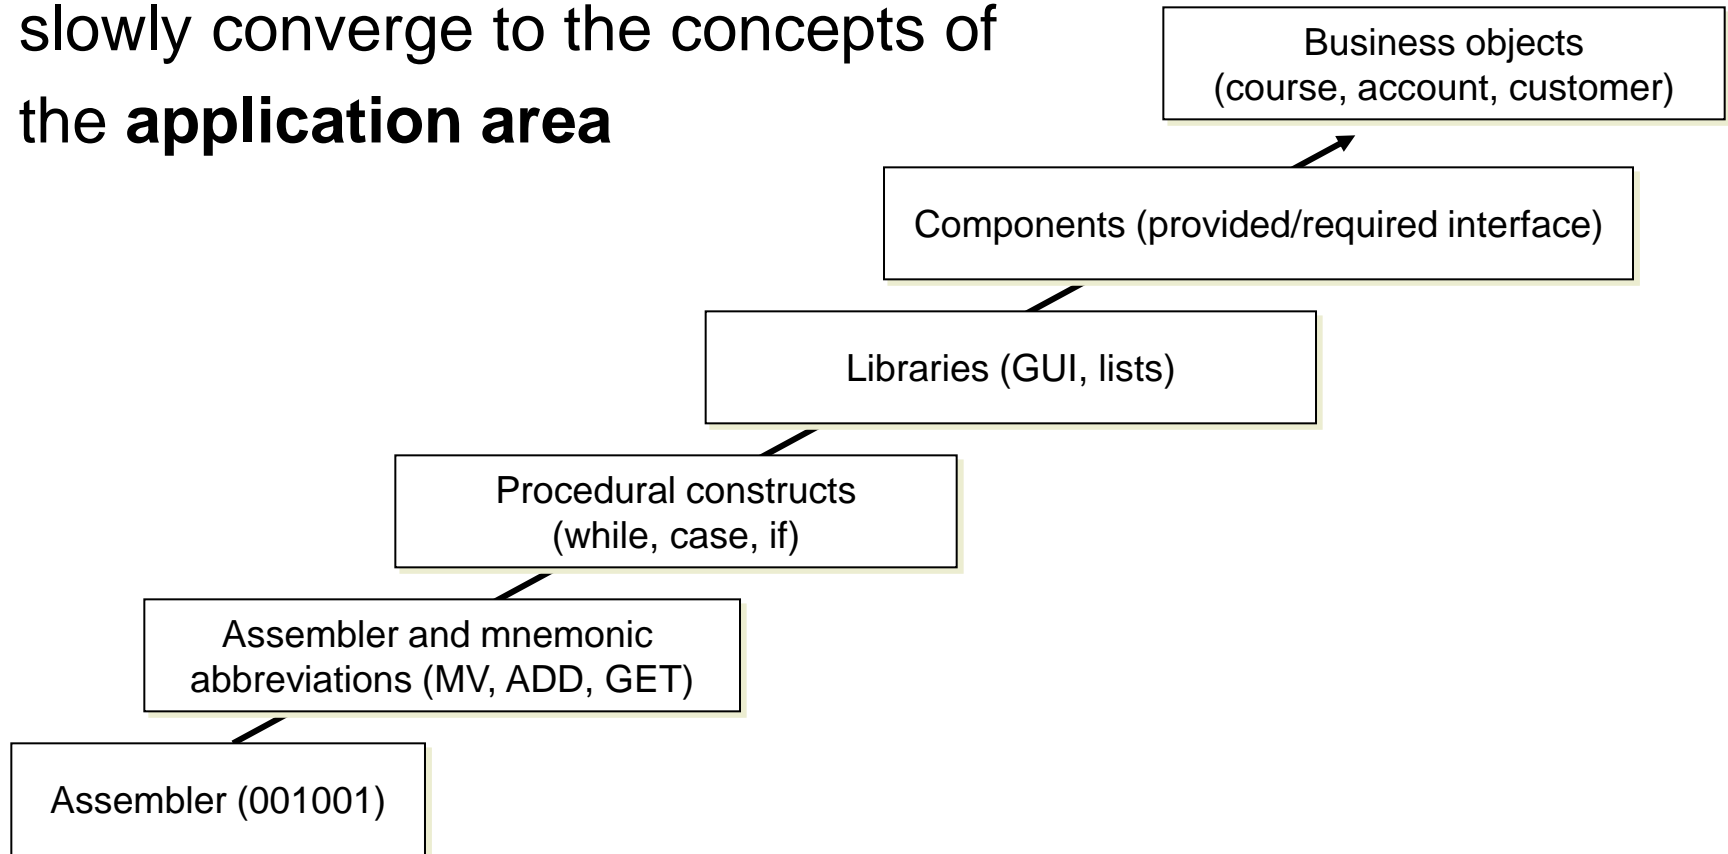 slowly converge to the concepts of
the application area
Business objects
(course, account, customer)
Components (provided/required interface)
Libraries (GUI, lists)
Procedural constructs
(while, case, if)
Assembler and mnemonic
abbreviations (MV, ADD, GET)
Assembler (001001)